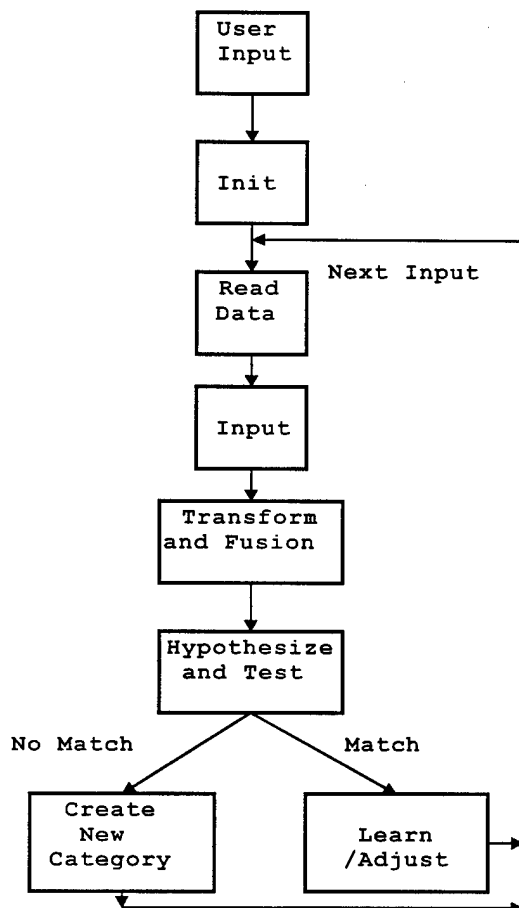 User
Input
Init
Next Input
Read
Data
Input
Transform
and Fusion
Hypothesize
and Test
No Match
Match
Create
New
Category
Learn
/Adjust